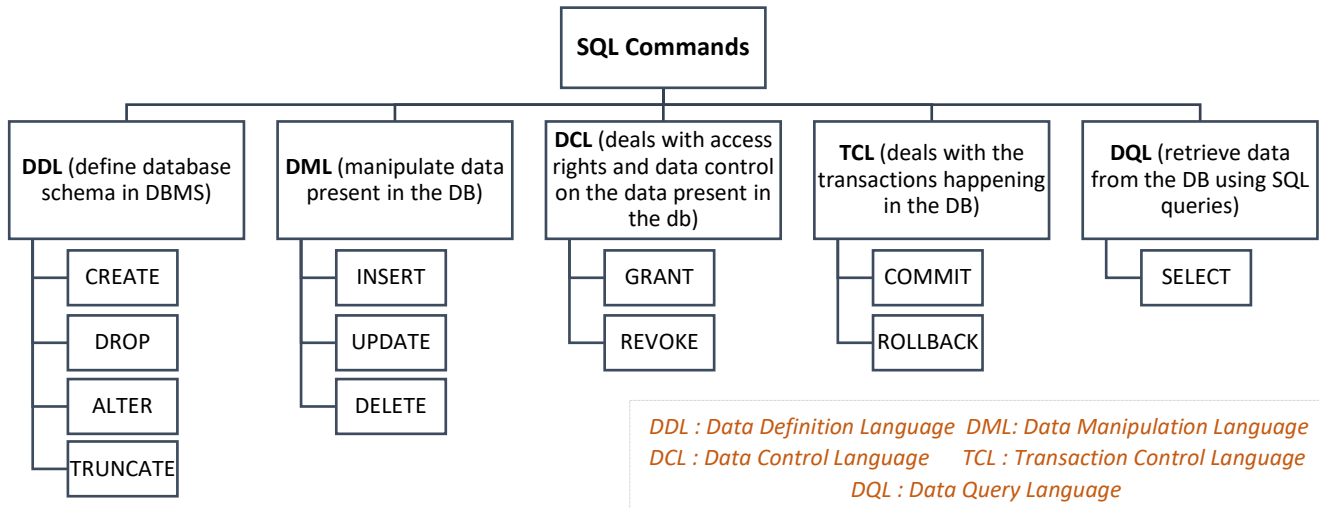 SQL Commands
DDL (define database
schema in DBMS)
CREATE
DROP
ALTER
TRUNCATE
DML (manipulate data
present in the DB)
INSERT
UPDATE
DELETE
DCL (deals with access
rights and data control
on the data present in
the db)
GRANT
REVOKE
TCL (deals with the
transactions happening
in the DB)
COMMIT
ROLLBACK
DQL (retrieve data
from the DB using SQL
queries)
SELECT
DDL : Data Definition Language DML: Data Manipulation Language
DCL : Data Control Language TCL : Transaction Control Language
DQL : Data Query Language